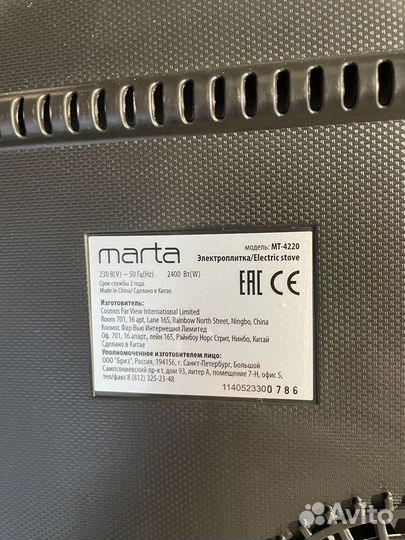 marta
модель: МТ-4220
Электроплитка/Electric stove
230 В(V) – 50 Гц(Hz) 2400 Вт(W)
Срок службы 2 года.
Made in China/ Сделано в Китае.
EAC CE
Изготовитель:
Cosmos Far View International Limited
Room 701, 16 apt, Lane 165, Rainbow North Street, Ningbo, China
Космос Фар Вью Интернешнл Лимитед
Оф. 701, 16 апарт., лейн 165, Рэйнбоу Норс Стрит, Нинбо, Китай
Сделано в Китае
Уполномоченное изготовителем лицо:
ООО "Бриз", Россия, 194156, г. Санкт-Петербург, Большой
Сампсониевский пр-кт, дом 93, литер А, помещение 7-Н, офис 5,
тел/факс 8 (812) 325-23-48
1140523300786
Avito